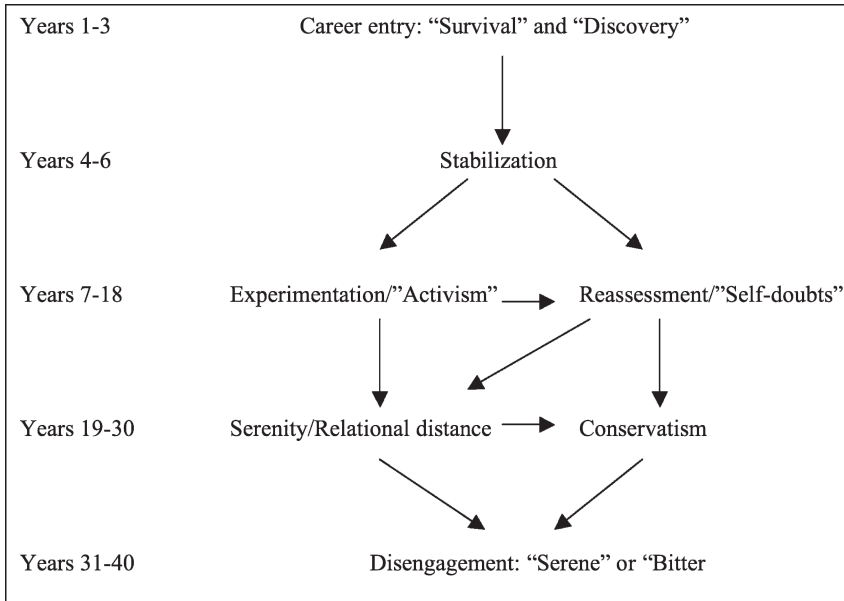 Years 1-3 Career entry: “Survival” and “Discovery”
Years 4-6 Stabilization
Years 7-18 Experimentation/”Activism” Reassessment/”Self-doubts”
Years 19-30 Serenity/Relational distance Conservatism
Years 31-40 Disengagement: “Serene” or “Bitter